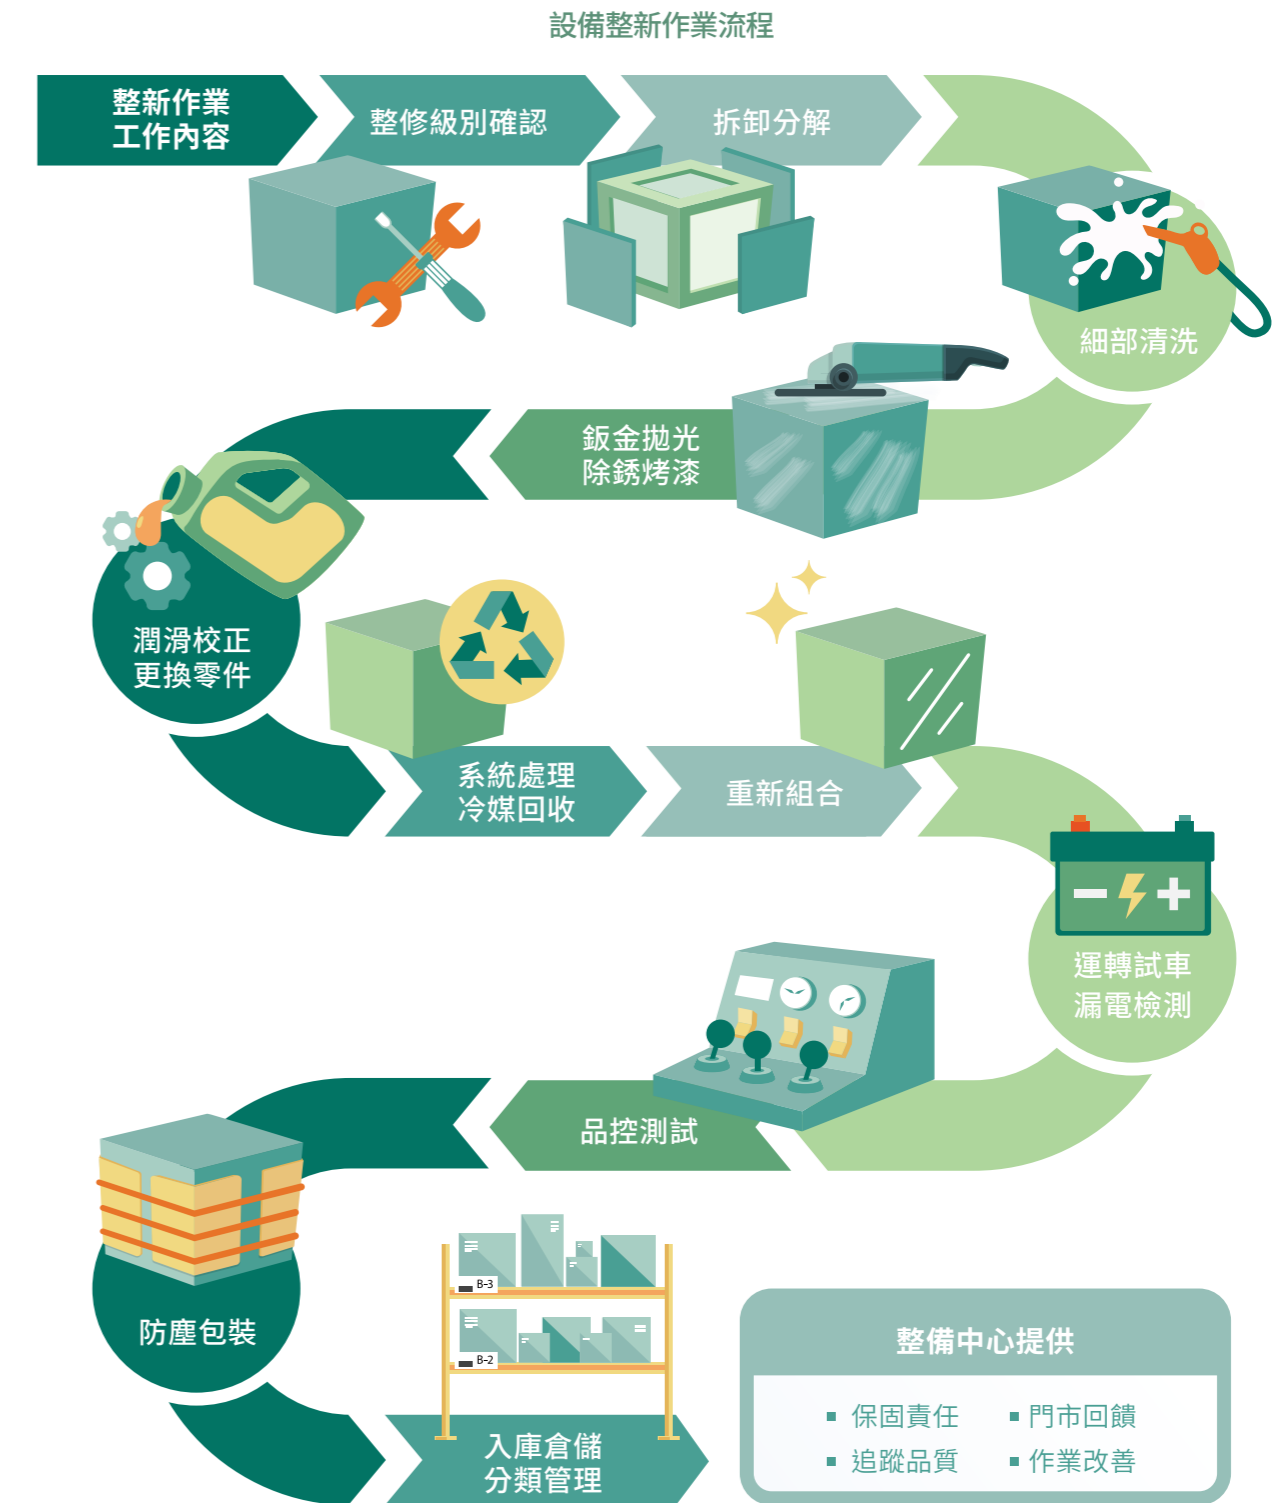 設備整新作業流程
整新作業
工作內容
整修級別確認
拆卸分解
細部清洗
鈑金拋光
除銹烤漆
潤滑校正
更換零件
系統處理
冷媒回收
重新組合
運轉試車
漏電檢測
品控測試
防塵包裝
B-3
B-2
入庫倉儲
分類管理
整備中心提供
▪ 保固責任 ▪ 門市回饋
▪ 追蹤品質 ▪ 作業改善